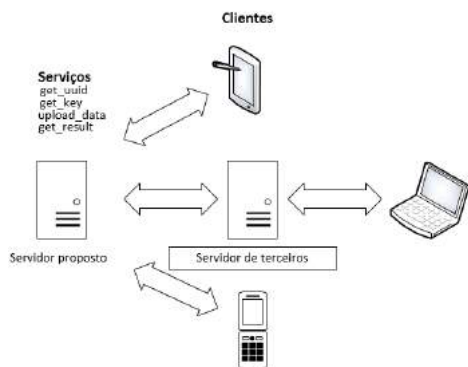 Clientes
Serviços
get_uuid
get_key
upload_data
get_result
Servidor proposto
Servidor de terceiros